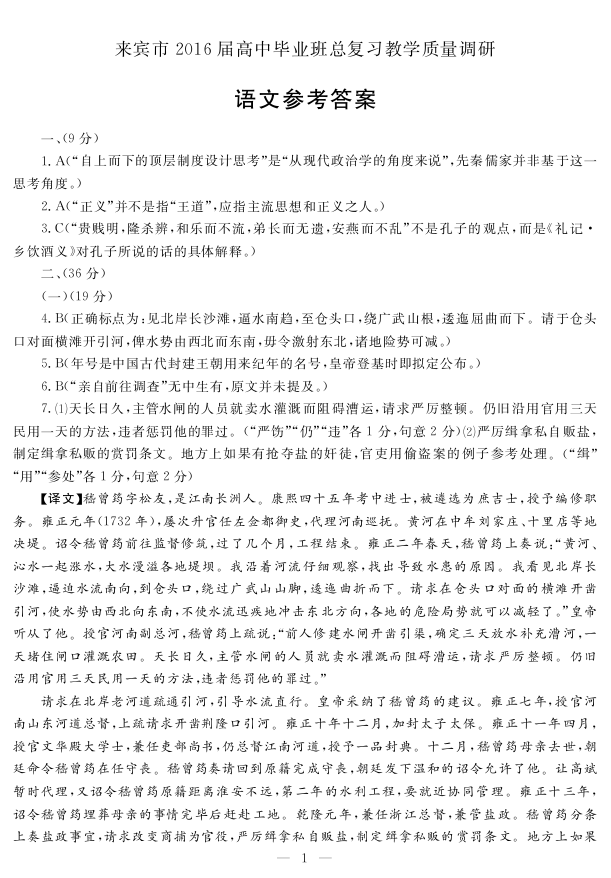 来宾市2016届高中毕业班总复习教学质量调研
语文参考答案
一、(9分)
1. A(“自上而下的顶层制度设计思考”是“从现代政治学的角度来说”,先秦儒家并非基于这一
思考角度。)
2. A(“正义”并不是指“王道”,应指主流思想和正义之人。)
3. C(“贵贱明,隆杀辨,和乐而不流,弟长而无遗,安燕而不乱”不是孔子的观点,而是《礼记·
乡饮酒义》对孔子所说的话的具体解释。)
二、(36分)
(一)(19分)
4. B(正确标点为:见北岸长沙滩,逼水南趋,至仓头口,绕广武山根,逶迤屈曲而下。请于仓头
口对面横滩开引河,俾水势由西北而东南,毋令激射东北,诸地险势可减。)
5. B(年号是中国古代封建王朝用来纪年的名号,皇帝登基时即拟定公布。)
6. B(“亲自前往调查”无中生有,原文并未提及。)
7. ⑴天长日久,主管水闸的人员就卖水灌溉而阻碍漕运,请求严厉整顿。仍旧沿用官用三天
民用一天的方法,违者惩罚他的罪过。(“严饬”“仍”“违”各1分,句意2分)⑵严厉缉拿私自贩盐,
制定缉拿私贩的赏罚条文。地方上如果有抢夺盐的奸徒,官吏用偷盗案的例子参考处理。(“缉”
“用”“参处”各1分,句意2分)
【译文】嵇曾筠字松友,是江南长洲人。康熙四十五年考中进士,被遴选为庶吉士,授予编修职
务。雍正元年(1732年),屡次升官任左佥都御史,代理河南巡抚。黄河在中牟刘家庄、十里店等地
决堤。诏令嵇曾筠前往监督修筑,过了几个月,工程结束。雍正二年春天,嵇曾筠上奏说:“黄河、
沁水一起涨水,大水漫溢各地堤坝。我沿着河流仔细观察,找出导致水患的原因。我看见北岸长
沙滩,逼迫水流南向,到仓头口,绕过广武山山脚,逶迤曲折而下。请求在仓头口对面的横滩开凿
引河,使水势由西北向东南,不使水流迅疾地冲击东北方向,各地的危险局势就可以减轻了。”皇帝
听从了他。授官河南副总河,嵇曾筠上疏说:“前人修建水闸开凿引渠,确定三天放水补充漕河,一
天堵住闸口灌溉农田。天长日久,主管水闸的人员就卖水灌溉而阻碍漕运,请求严厉整顿。仍旧
沿用官用三天民用一天的方法,违者惩罚他的罪过。”
请求在北岸老河道疏通引河,引导水流直行。皇帝采纳了嵇曾筠的建议。雍正七年,授官河
南山东河道总督,上疏请求开凿荆隆口引河。雍正十年十二月,加封太子太保。雍正十一年四月,
授官文华殿大学士,兼任吏部尚书,仍总督江南河道,授予一品封典。十二月,嵇曾筠母亲去世,朝
廷命令嵇曾筠在任守丧。嵇曾筠奏请回到原籍完成守丧,朝廷发下温和的诏令允许了他。让高斌
暂时代理,又诏令嵇曾筠原籍距离淮安不远,第二年的水利工程,要就近协同管理。雍正十三年,
诏令嵇曾筠埋葬母亲的事情完毕后赶赴工地。乾隆元年,兼任浙江总督,兼管盐政。嵇曾筠分条
上奏盐政事宜,请求改变商捕为官役,严厉缉拿私自贩盐,制定缉拿私贩的赏罚条文。地方上如果
— 1 —